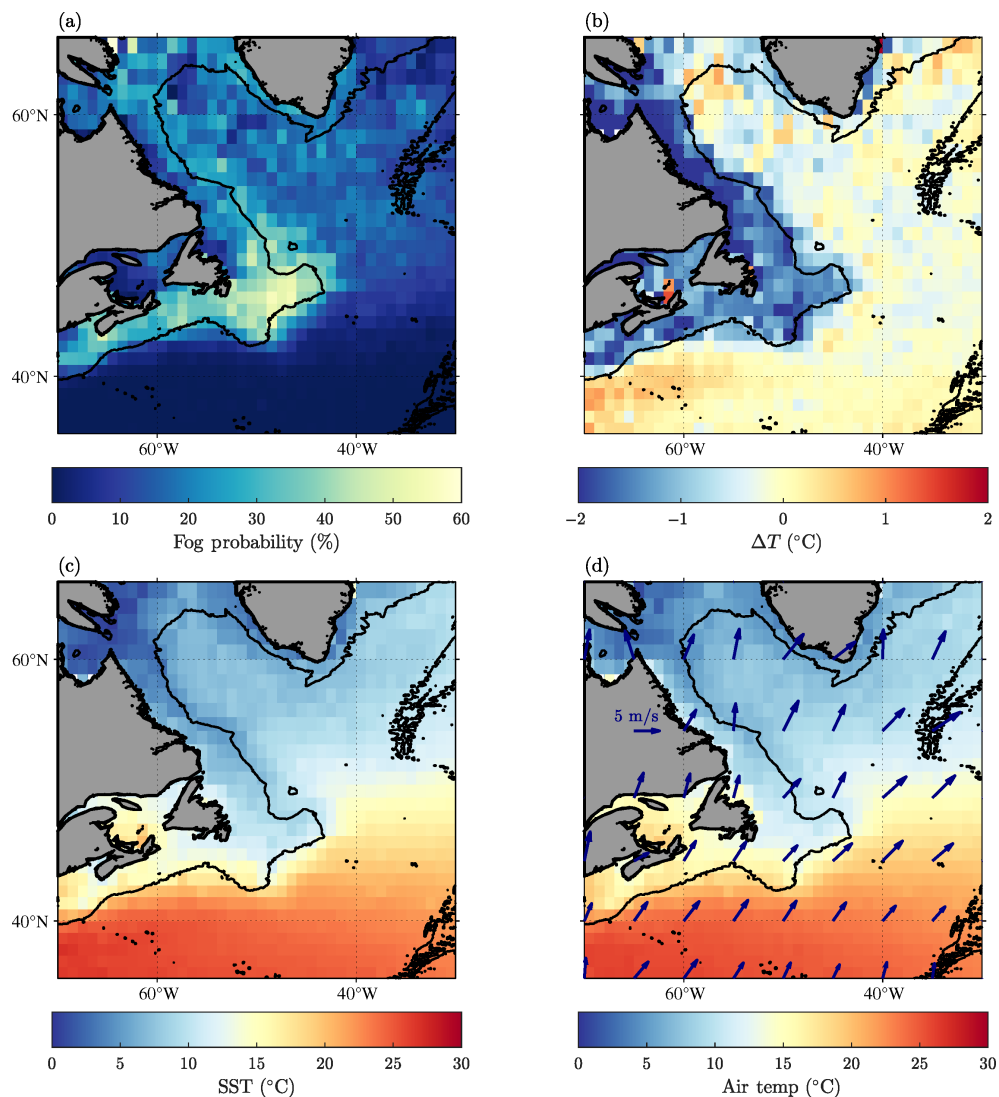 (a)
(b)
60°N
40°N
60°W
40°W
60°N
40°N
60°W
40°W
0 10 20 30 40 50 60
Fog probability (%)
−2 −1 0 1 2
ΔT (°C)
(c)
(d)
60°N
40°N
60°W
40°W
5 m/s
60°N
40°N
60°W
40°W
0 5 10 15 20 25 30
SST (°C)
0 5 10 15 20 25 30
Air temp (°C)